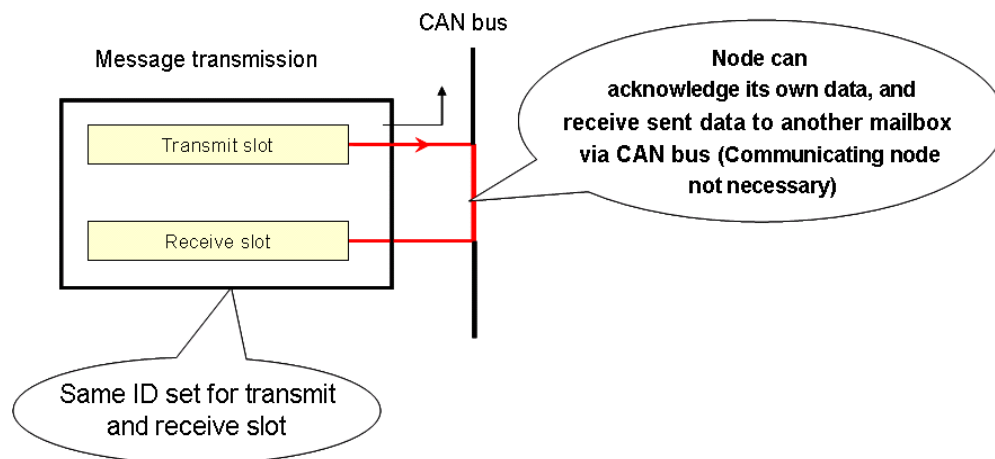 CAN bus
Message transmission
Transmit slot
Receive slot
Node can
acknowledge its own data, and
receive sent data to another mailbox
via CAN bus (Communicating node
not necessary)
Same ID set for transmit
and receive slot